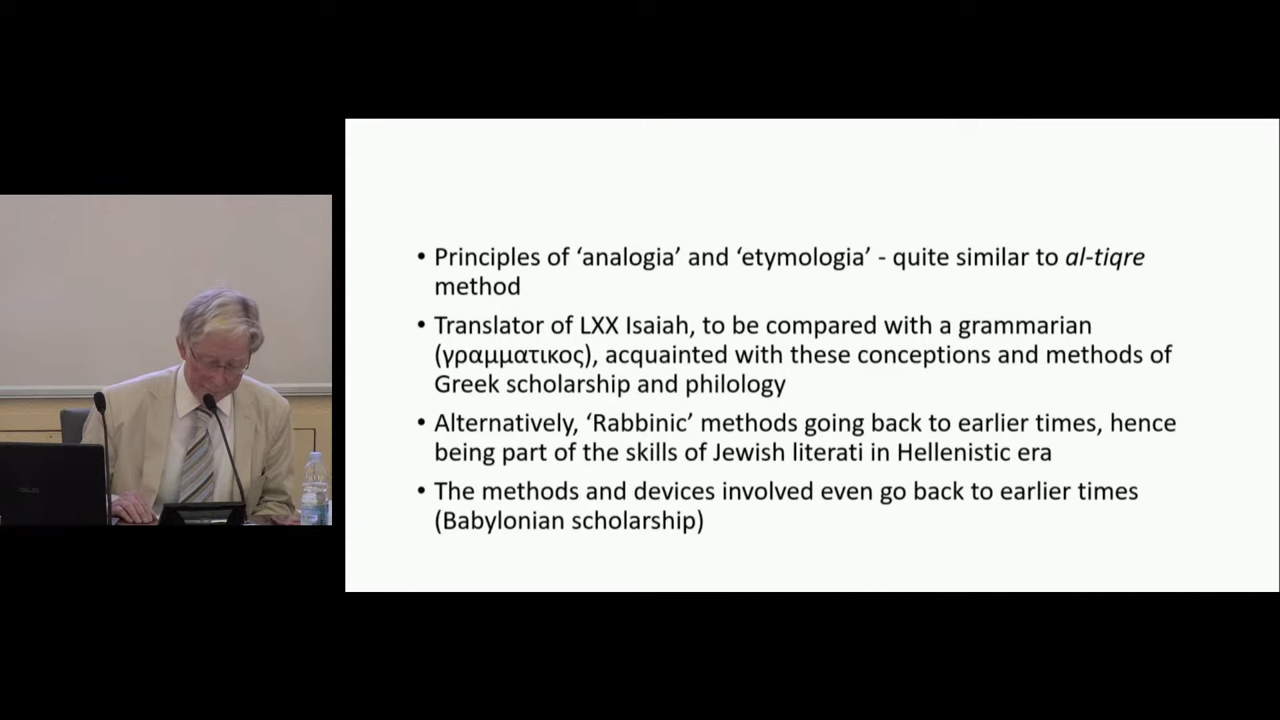 • Principles of ‘analogia’ and ‘etymologia’ - quite similar to al-tiqre
method
• Translator of LXX Isaiah, to be compared with a grammarian
(γραμματικος), acquainted with these conceptions and methods of
Greek scholarship and philology
• Alternatively, ‘Rabbinic’ methods going back to earlier times, hence
being part of the skills of Jewish literati in Hellenistic era
• The methods and devices involved even go back to earlier times
(Babylonian scholarship)